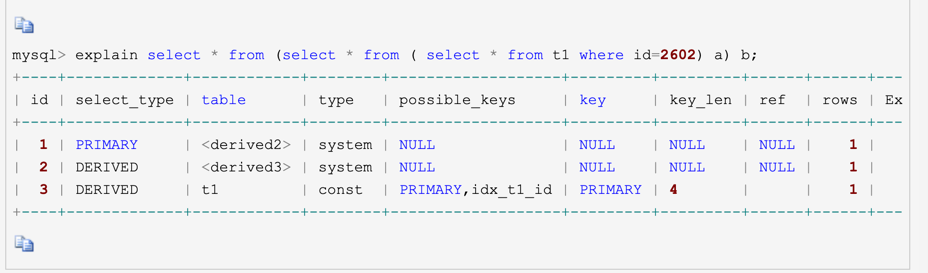 mysql> explain select * from (select * from ( select * from t1 where id=2602) a) b;
+----+-------------+------------+--------+-------------------+---------+---------+------+------+---
| id | select_type | table | type | possible_keys | key | key_len | ref | rows | Ex
+----+-------------+------------+--------+-------------------+---------+---------+------+------+---
| 1 | PRIMARY | <derived2> | system | NULL | NULL | NULL | NULL | 1 |
| 2 | DERIVED | <derived3> | system | NULL | NULL | NULL | NULL | 1 |
| 3 | DERIVED | t1 | const | PRIMARY,idx_t1_id | PRIMARY | 4 | | 1 |
+----+-------------+------------+--------+-------------------+---------+---------+------+------+---